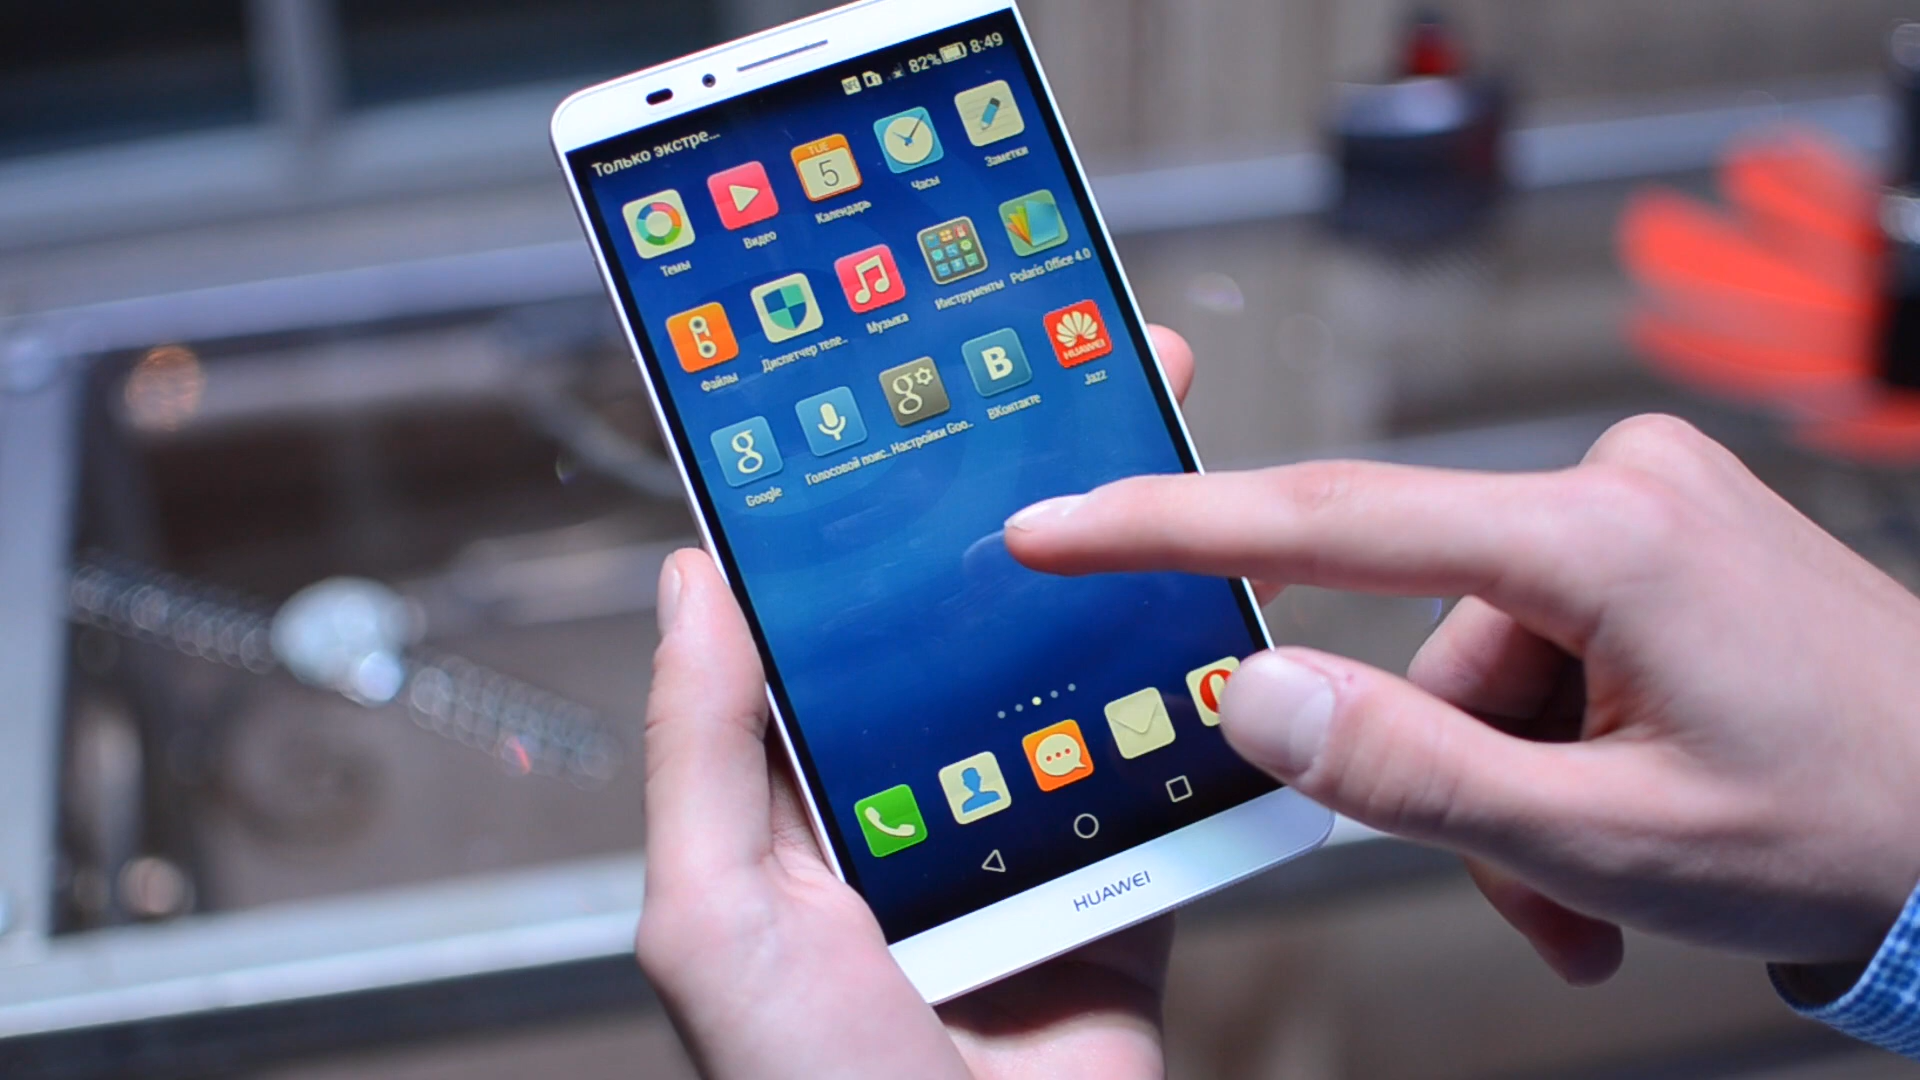 82% 8:49
Только экстре...
TUE
5
Темы Видео Календарь Часы Заметки
Файлы Диспетчер теле.. Музыка Инструменты Polaris Office 4.0
g g B HUAWEI
Google Голосовой поис.. Настройки Goo.. ВКонтакте Jazz
HUAWEI